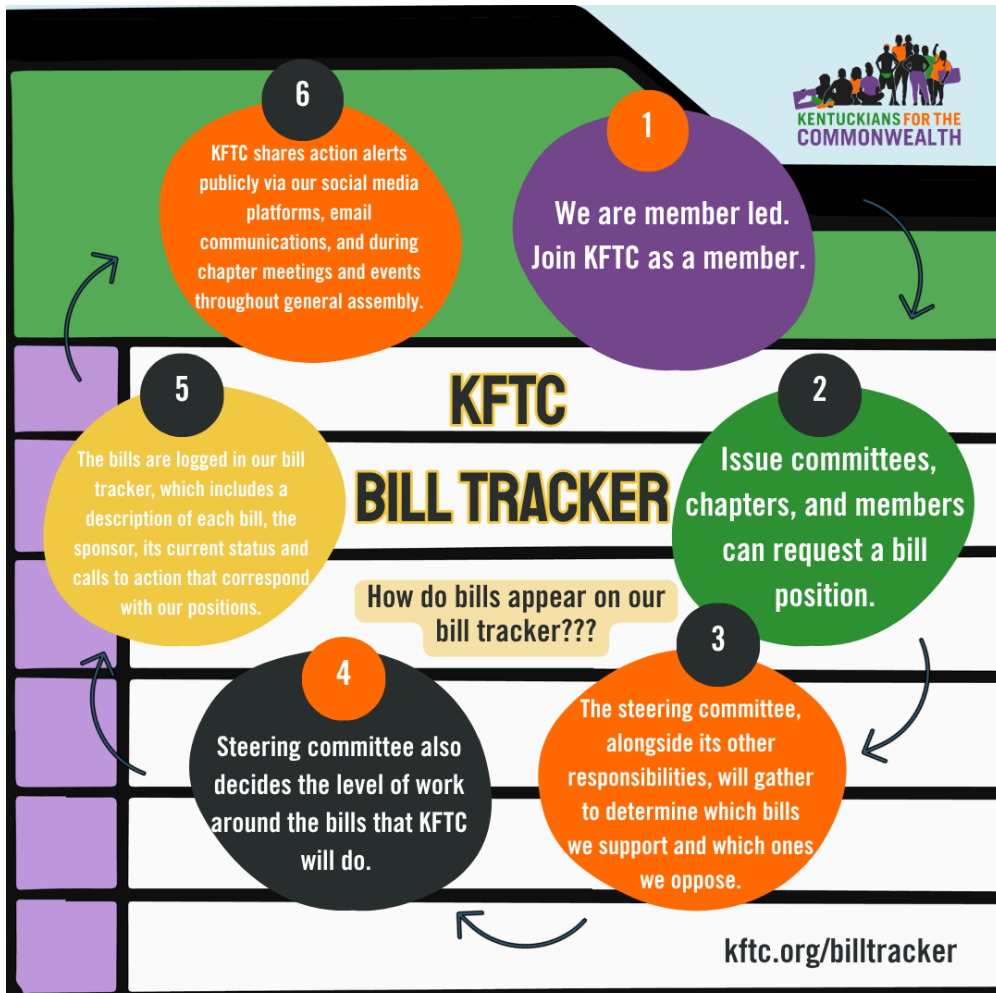 KENTUCKIANS FOR THE
COMMONWEALTH
KFTC
BILL TRACKER
How do bills appear on our
bill tracker???
1
We are member led.
Join KFTC as a member.
2
Issue committees,
chapters, and members
can request a bill
position.
3
The steering committee,
alongside its other
responsibilities, will gather
to determine which bills
we support and which ones
we oppose.
4
Steering committee also
decides the level of work
around the bills that KFTC
will do.
5
The bills are logged in our bill
tracker, which includes a
description of each bill, the
sponsor, its current status and
calls to action that correspond
with our positions.
6
KFTC shares action alerts
publicly via our social media
platforms, email
communications, and during
chapter meetings and events
throughout general assembly.
kftc.org/billtracker